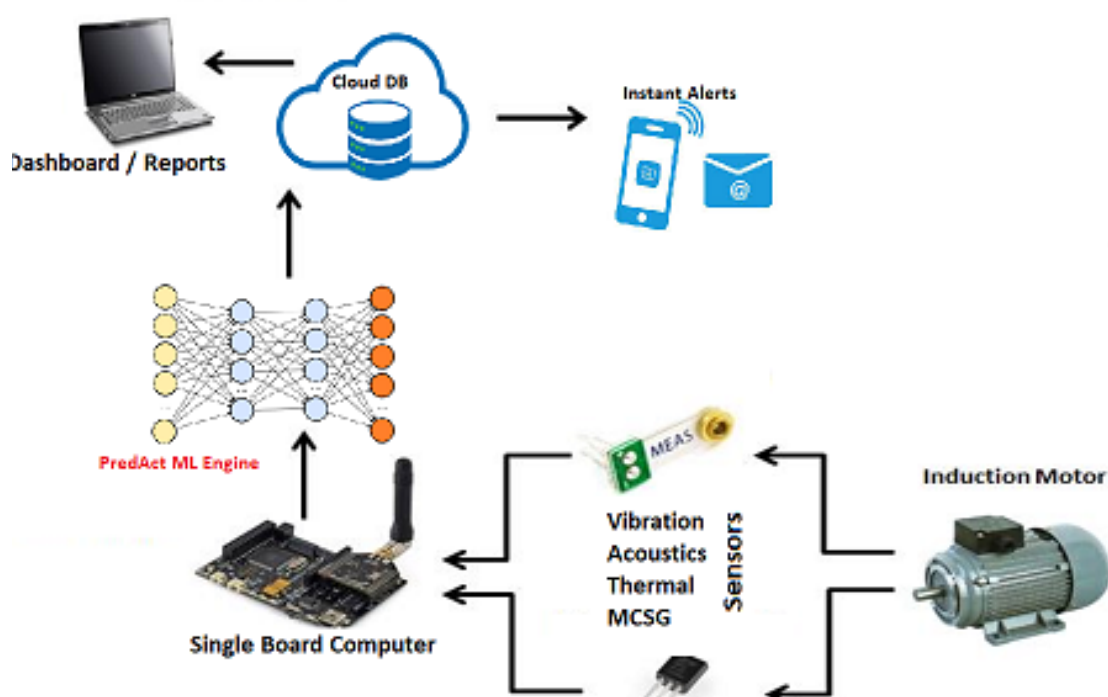 Cloud DB
Instant Alerts
Dashboard / Reports
@
@
PredAct ML Engine
MEAS
Induction Motor
Vibration
Acoustics
Thermal
MCSG
Sensors
Single Board Computer